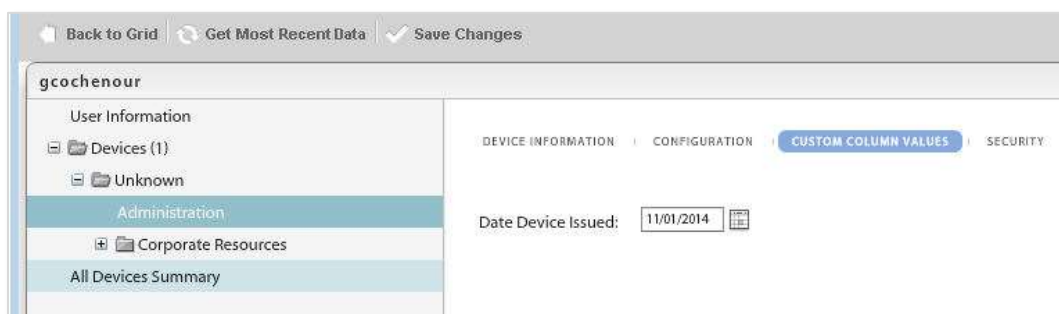 Back to Grid Get Most Recent Data Save Changes
gcochenour
User Information
Devices (1)
Unknown
Administration
Corporate Resources
All Devices Summary
DEVICE INFORMATION CONFIGURATION CUSTOM COLUMN VALUES SECURITY
Date Device Issued: 11/01/2014